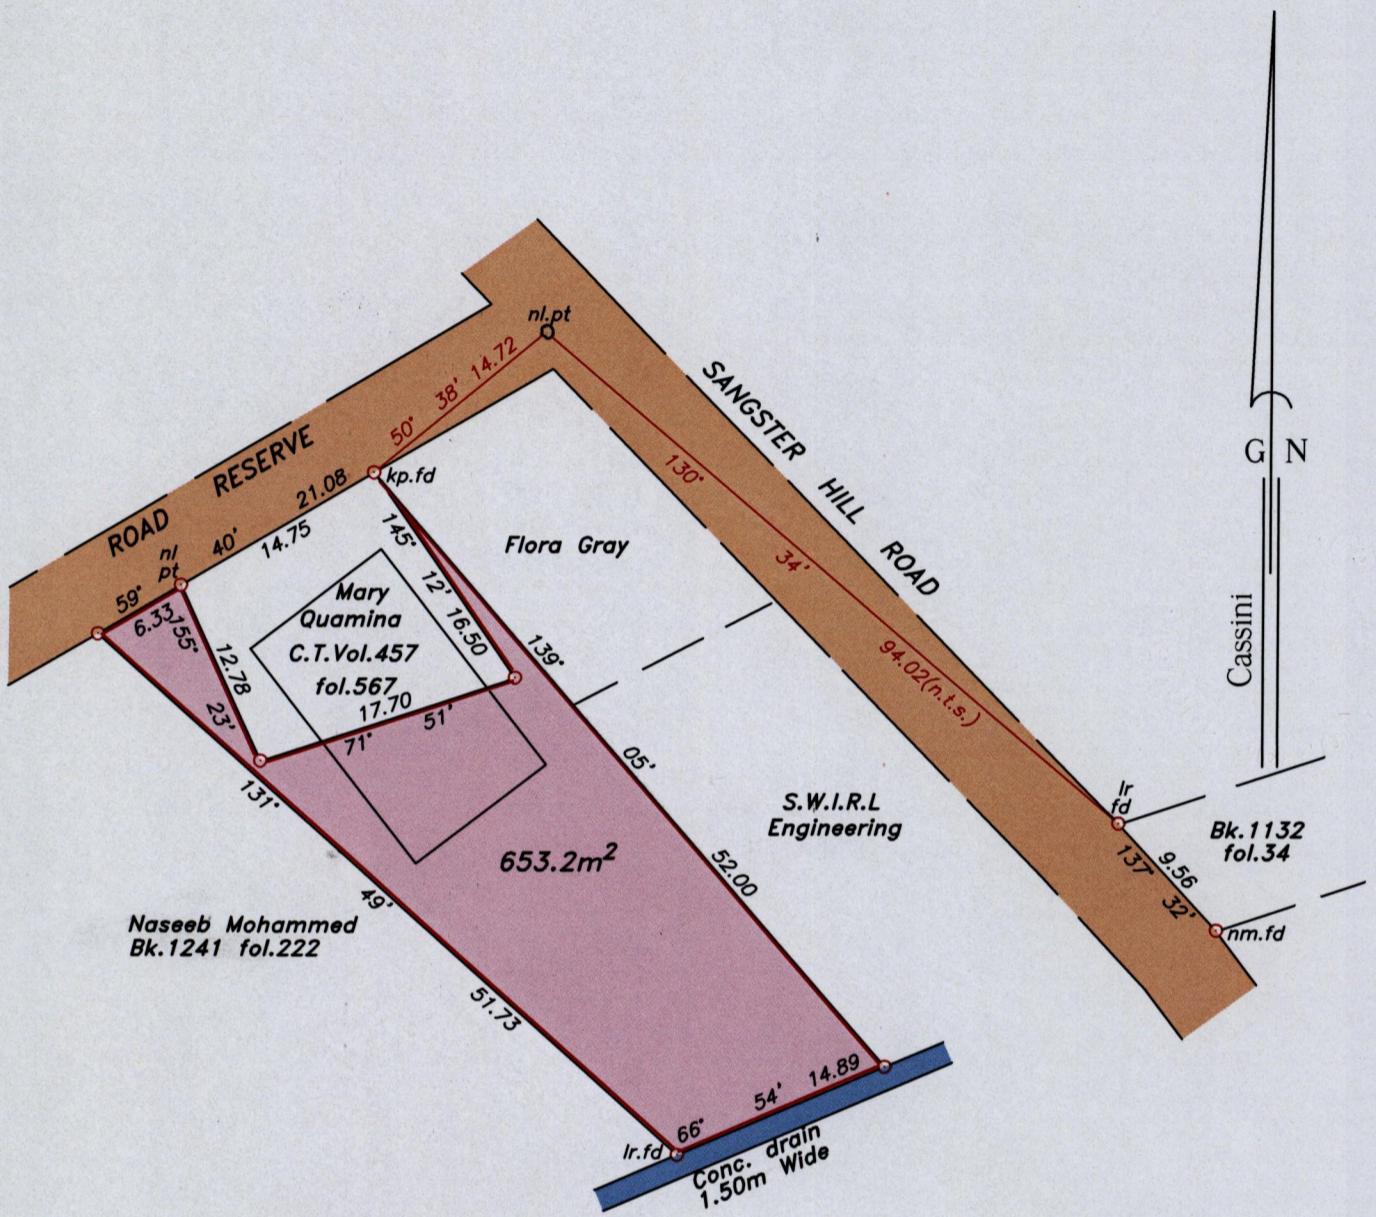 nl.pt
50° 38' 14.72
SANGSTER HILL ROAD
G N
Cassini
ROAD RESERVE
kp.fd
59° 40' 21.08
14.75
nl
pt
6.33
155° 23'
12.78
145° 12' 16.50
Flora Gray
130° 34' 94.02(n.t.s.)
Mary
Quamina
C.T.Vol.457
fol.567
17.70
71° 51'
139° 05' 52.00
131° 49' 51.73
653.2m²
S.W.I.R.L
Engineering
Ir
fd
Bk.1132
fol.34
9.56
137° 32'
nm.fd
Naseeb Mohammed
Bk.1241 fol.222
66° 54' 14.89
Ir.fd
Conc. drain
1.50m Wide